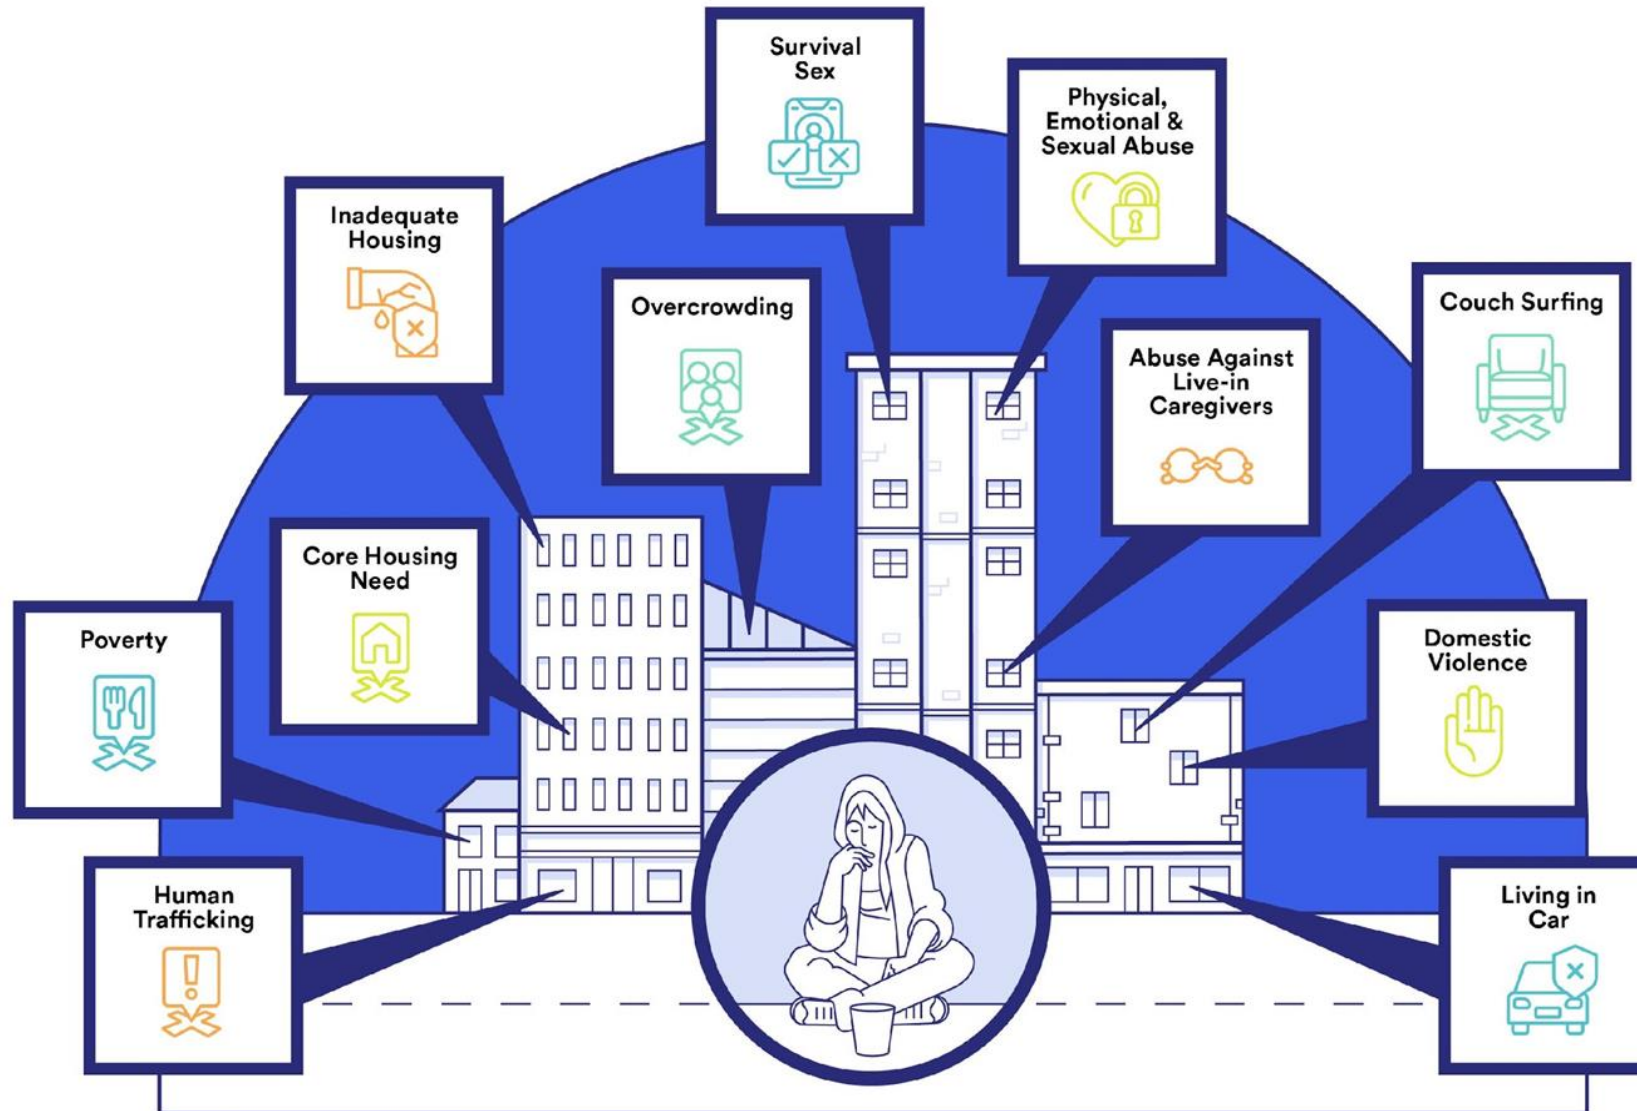 Survival
Sex
Physical,
Emotional &
Sexual Abuse
Inadequate
Housing
Overcrowding
Couch Surfing
Abuse Against
Live-in
Caregivers
Core Housing
Need
Poverty
Domestic
Violence
Human
Trafficking
Living in
Car